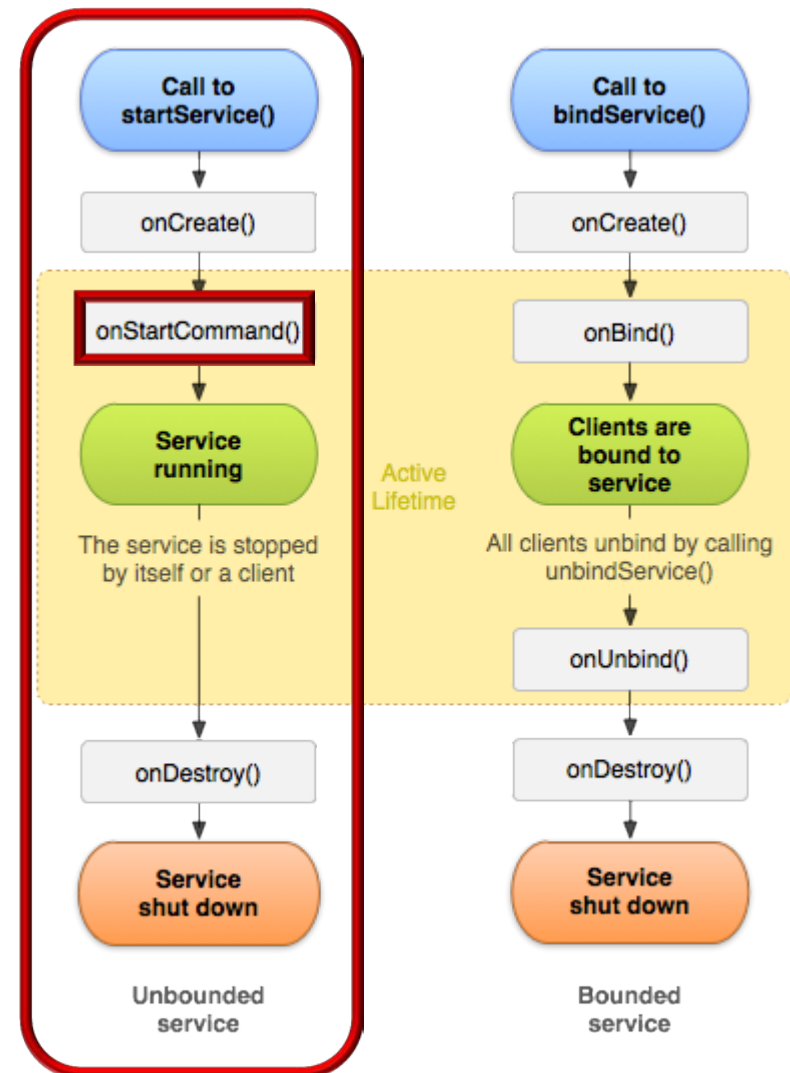 Call to
startService()
onCreate()
onStartCommand()
Service
running
The service is stopped
by itself or a client
onDestroy()
Service
shut down
Unbounded
service
Active
Lifetime
Call to
bindService()
onCreate()
onBind()
Clients are
bound to
service
All clients unbind by calling
unbindService()
onUnbind()
onDestroy()
Service
shut down
Bounded
service